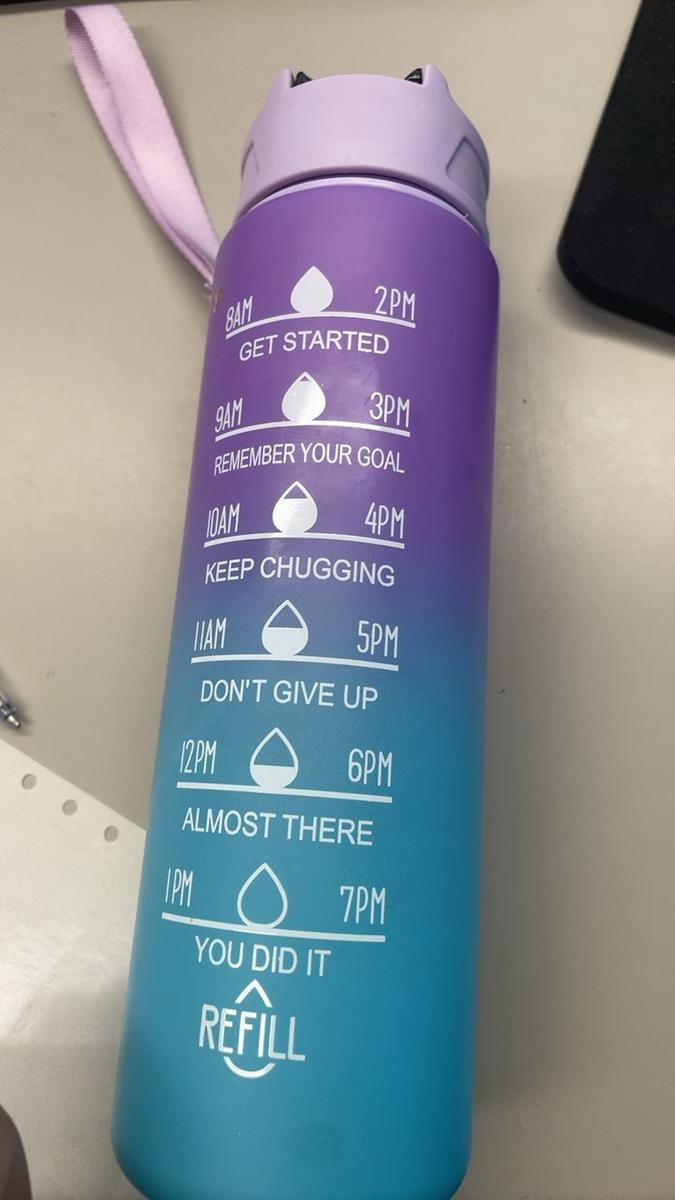 8AM 2PM
GET STARTED
9AM 3PM
REMEMBER YOUR GOAL
10AM 4PM
KEEP CHUGGING
11AM 5PM
DON'T GIVE UP
12PM 6PM
ALMOST THERE
1PM 7PM
YOU DID IT
REFILL